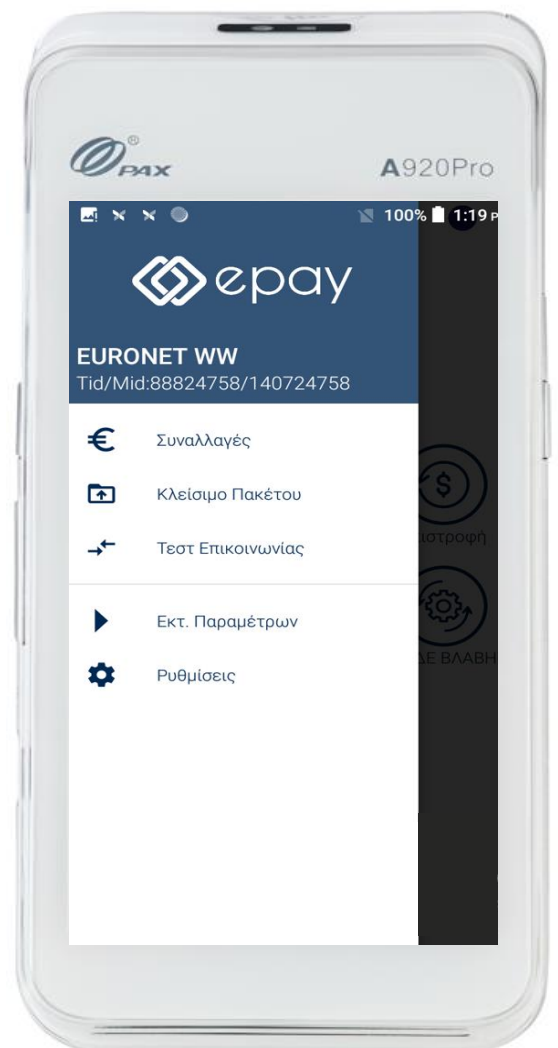 PAX®
A920Pro
100% 1:19 P
epay
EURONET WW
Tid/Mid:88824758/140724758
Συναλλαγές
Κλείσιμο Πακέτου
Τεστ Επικοινωνίας
Εκτ. Παραμέτρων
Ρυθμίσεις
ιστροφή
ΔΕ ΒΛΑΒΗ